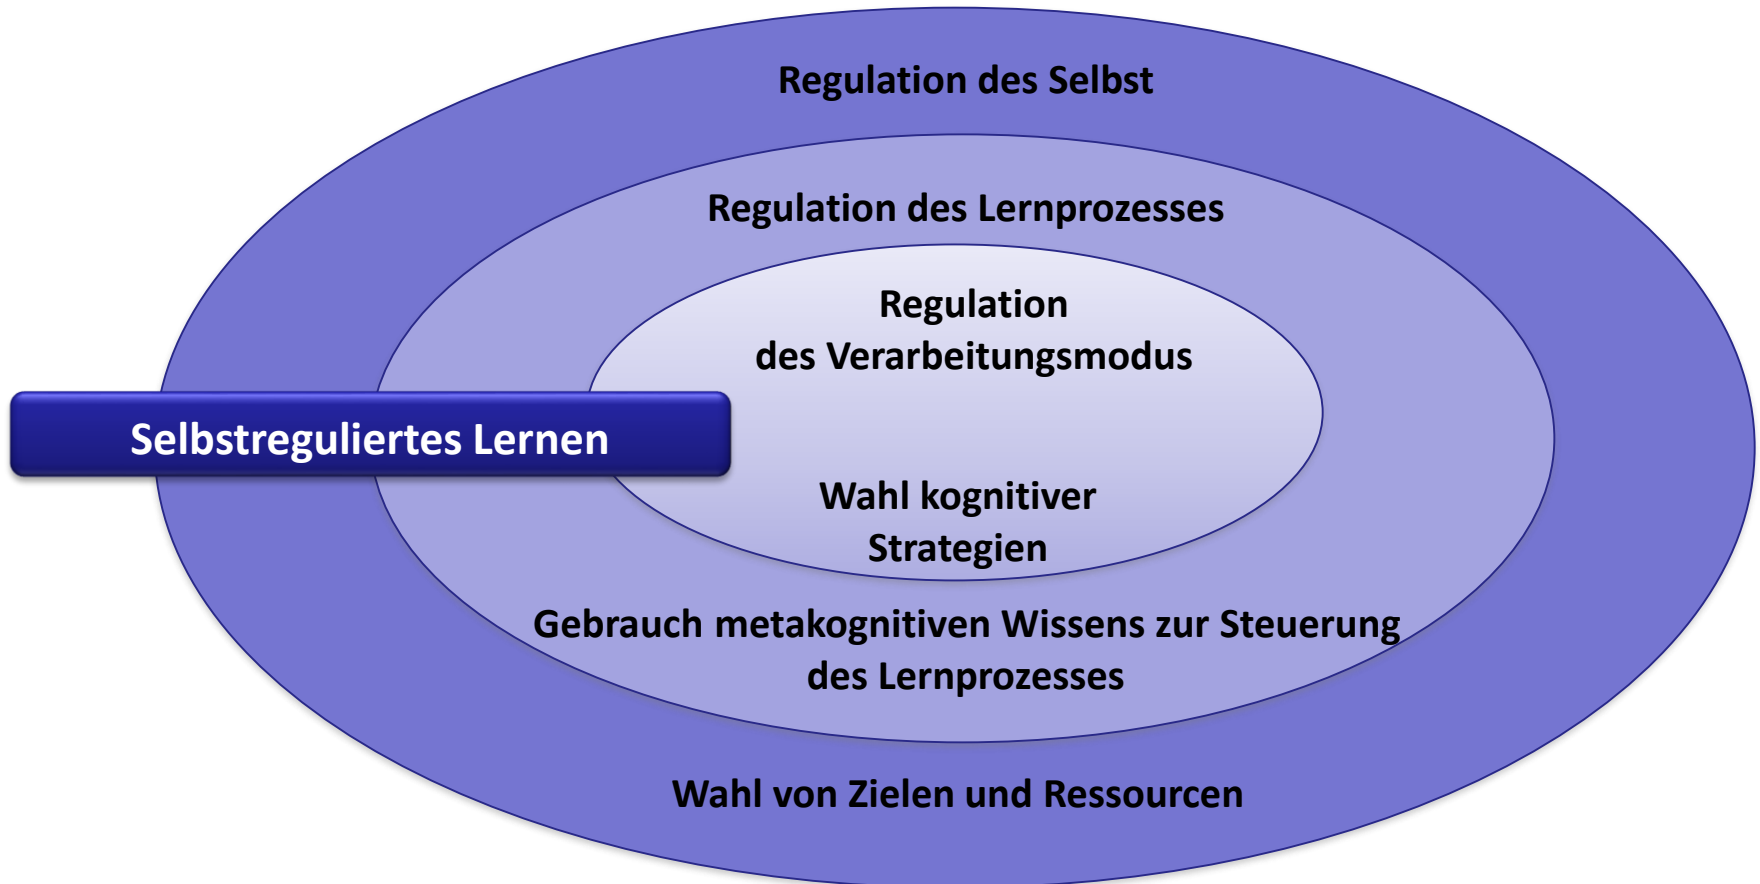 Regulation des Selbst
Regulation des Lernprozesses
Regulation
des Verarbeitungsmodus
Selbstreguliertes Lernen
Wahl kognitiver
Strategien
Gebrauch metakognitiven Wissens zur Steuerung
des Lernprozesses
Wahl von Zielen und Ressourcen